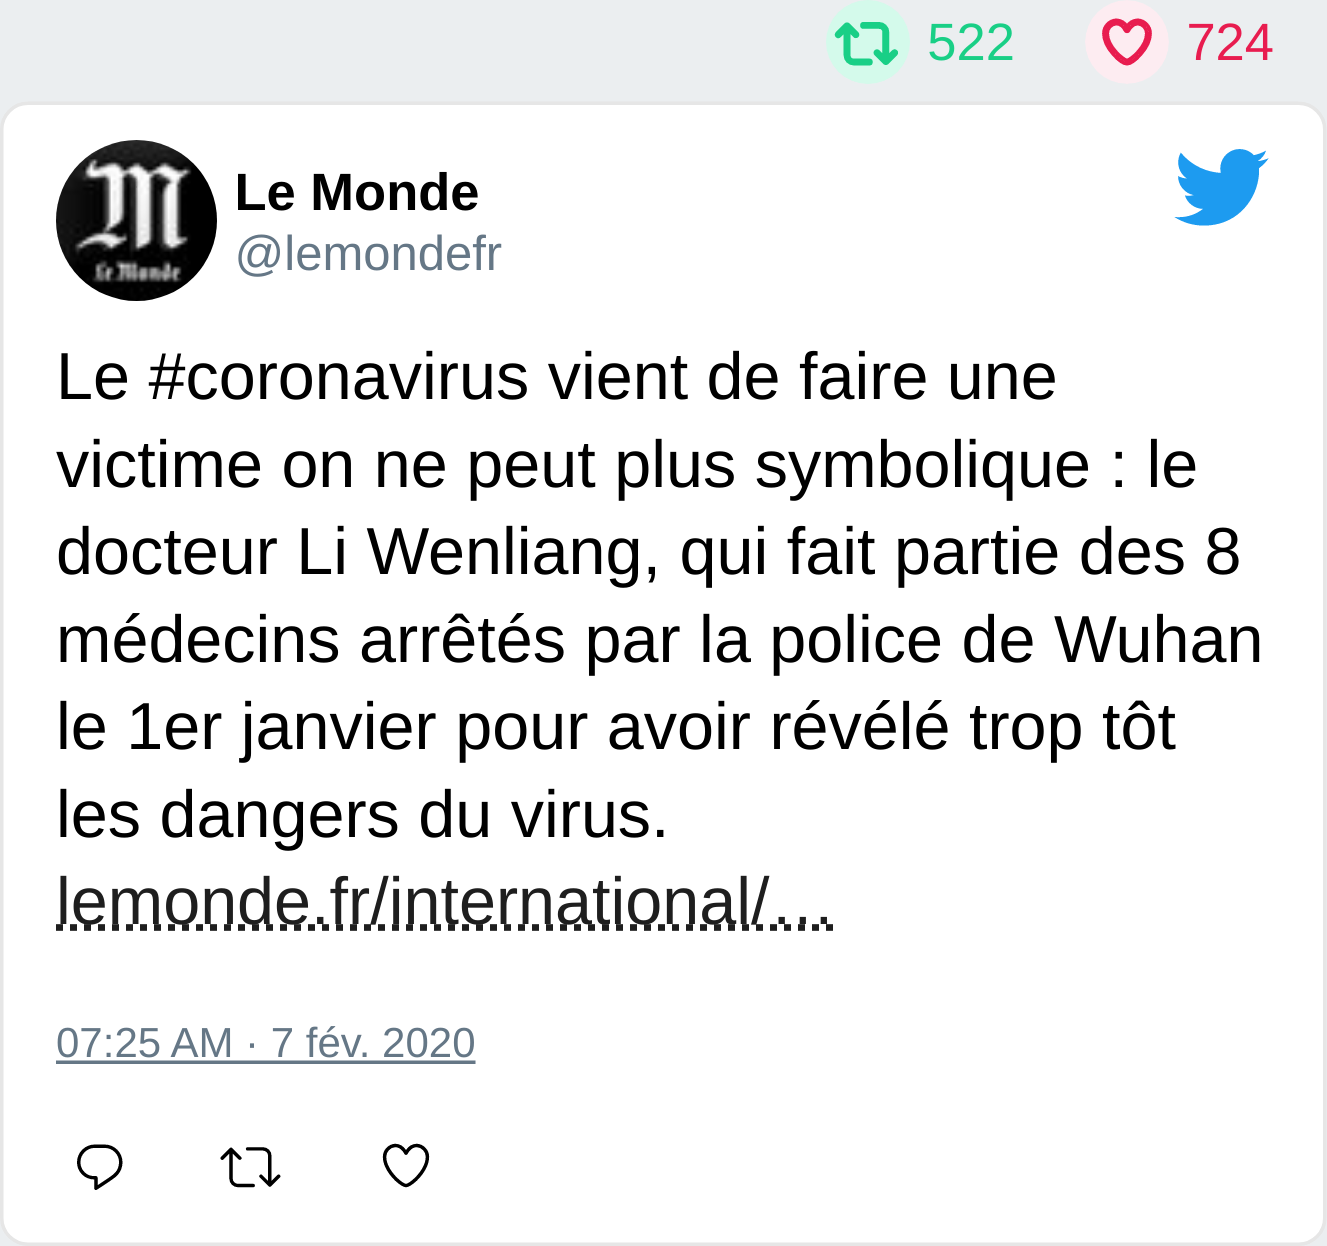 522 724
Le Monde
Le Monde
@lemondefr
Le #coronavirus vient de faire une
victime on ne peut plus symbolique : le
docteur Li Wenliang, qui fait partie des 8
médecins arrêtés par la police de Wuhan
le 1er janvier pour avoir révélé trop tôt
les dangers du virus.
lemonde.fr/international/...
07:25 AM · 7 fév. 2020